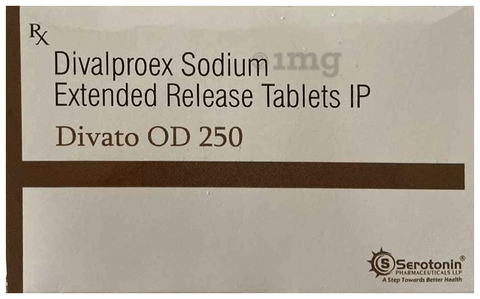 Rx
Divalproex Sodium
1mg
Extended Release Tablets IP
Divato OD 250
S Serotonin®
PHARMACEUTICALS LLP
A Step Towards Better Health